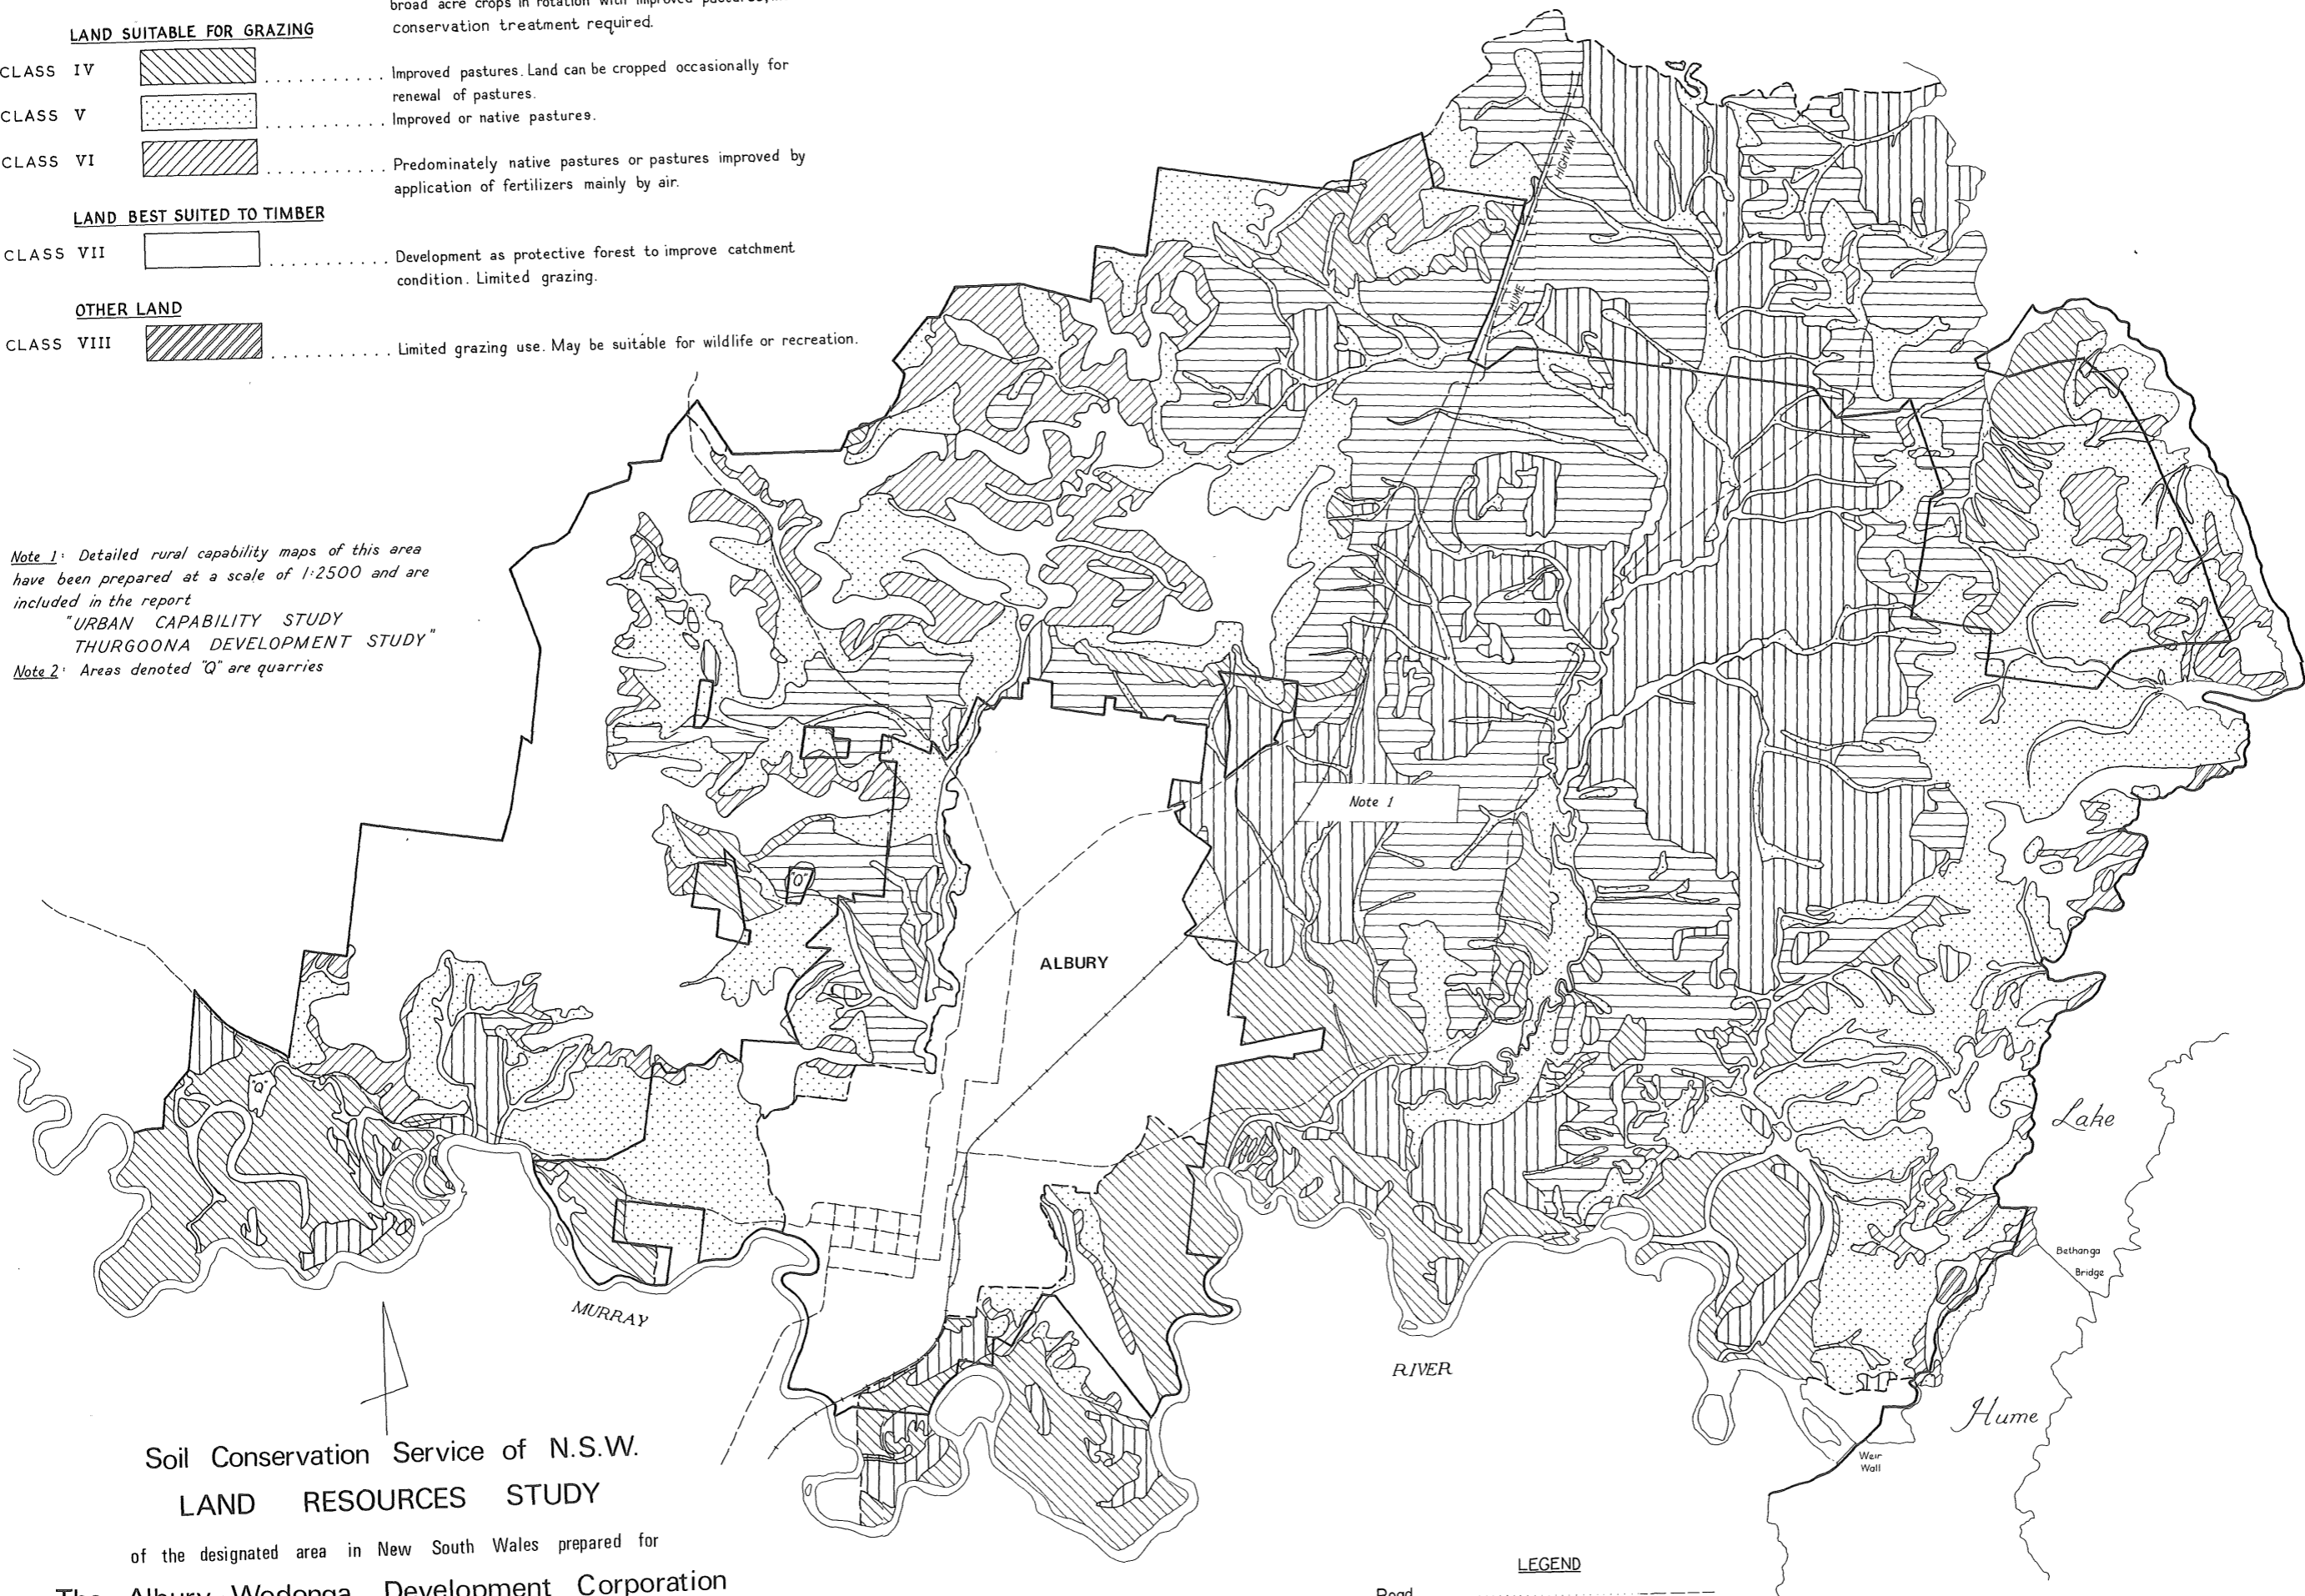 broad acre crops in rotation with improved pastures,
conservation treatment required.
LAND SUITABLE FOR GRAZING
CLASS IV ............ Improved pastures. Land can be cropped occasionally for
renewal of pastures.
CLASS V ............ Improved or native pastures.
CLASS VI ............ Predominately native pastures or pastures improved by
application of fertilizers mainly by air.
LAND BEST SUITED TO TIMBER
CLASS VII ............ Development as protective forest to improve catchment
condition. Limited grazing.
OTHER LAND
CLASS VIII ............ Limited grazing use. May be suitable for wildlife or recreation.
Note 1: Detailed rural capability maps of this area
have been prepared at a scale of 1:2500 and are
included in the report
"URBAN CAPABILITY STUDY
THURGOONA DEVELOPMENT STUDY"
Note 2: Areas denoted "Q" are quarries
HIGHWAY
HUME
Note 1
"Q"
ALBURY
"Q"
Lake
Bethanga
Bridge
MURRAY
RIVER
Hume
Weir
Wall
Soil Conservation Service of N.S.W.
LAND RESOURCES STUDY
of the designated area in New South Wales prepared for
The Albury Wodonga Development Corporation
LEGEND
Road